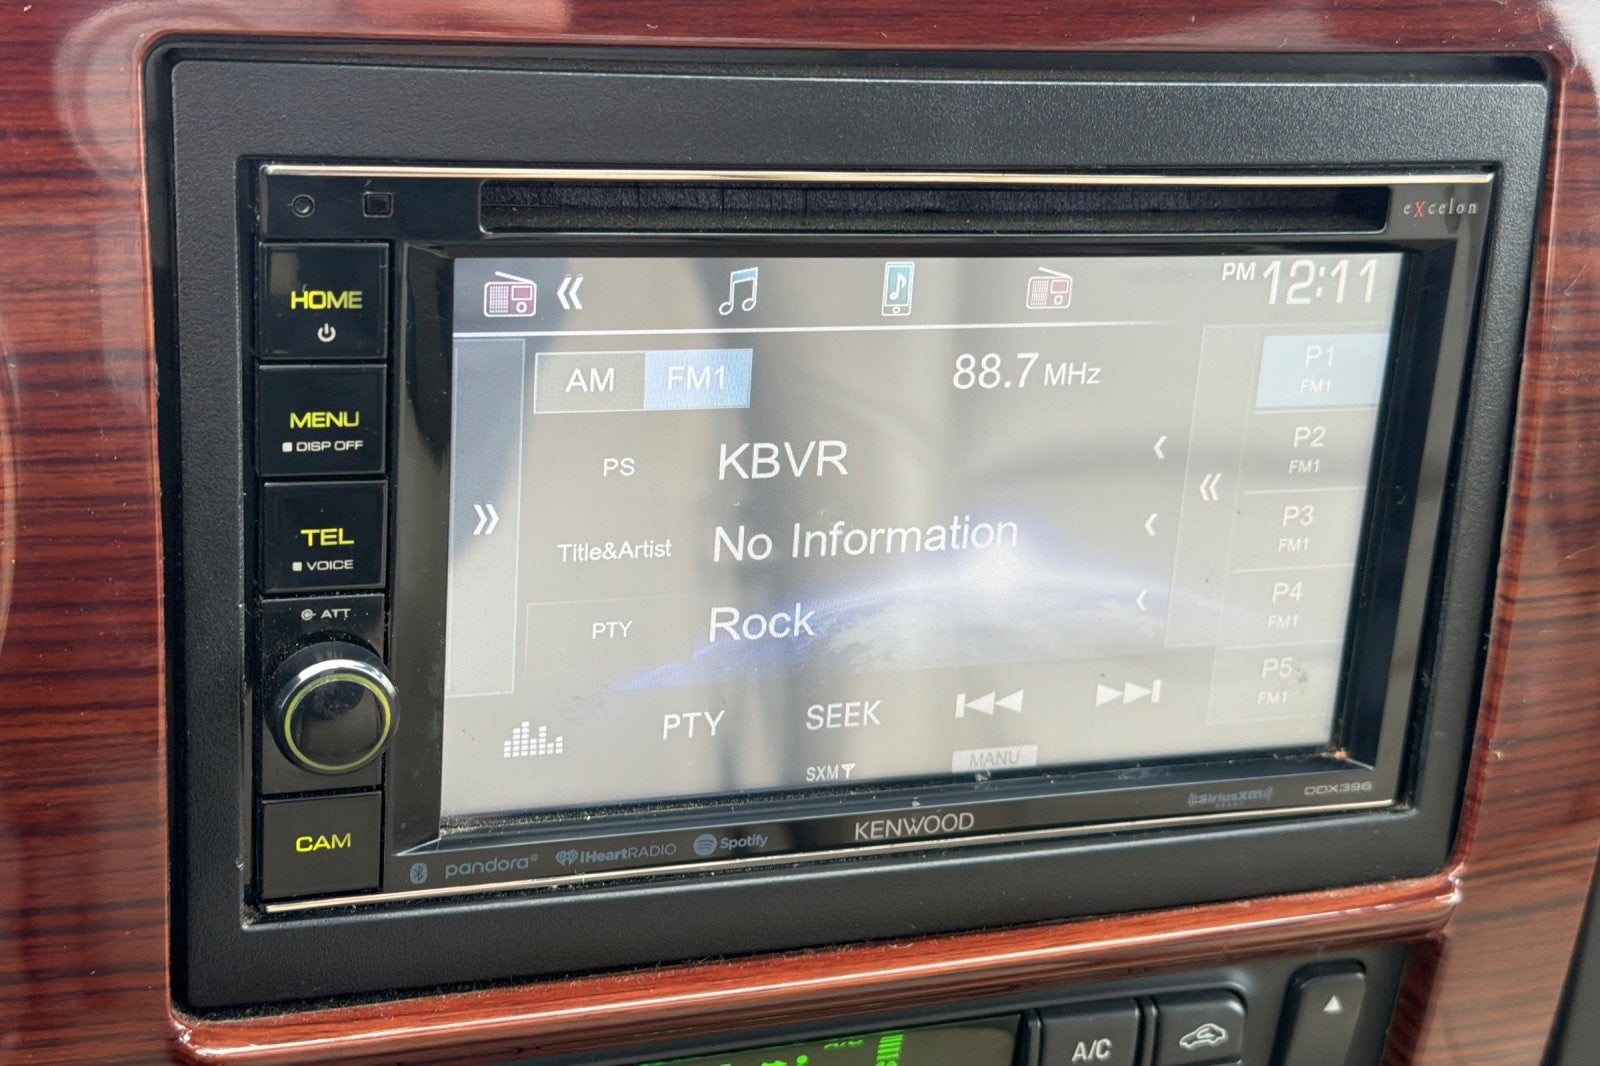 eXcelon
HOME
MENU
DISP OFF
TEL
VOICE
ATT
CAM
PM 12:11
AM FM1
88.7 MHz
PS KBVR
Title&Artist No Information
PTY Rock
P1
FM1
P2
FM1
P3
FM1
P4
FM1
P5
FM1
PTY SEEK
SXM
MANU
KENWOOD
((SiriusXM))
DDX396
pandora® iHeartRADIO Spotify
A/C